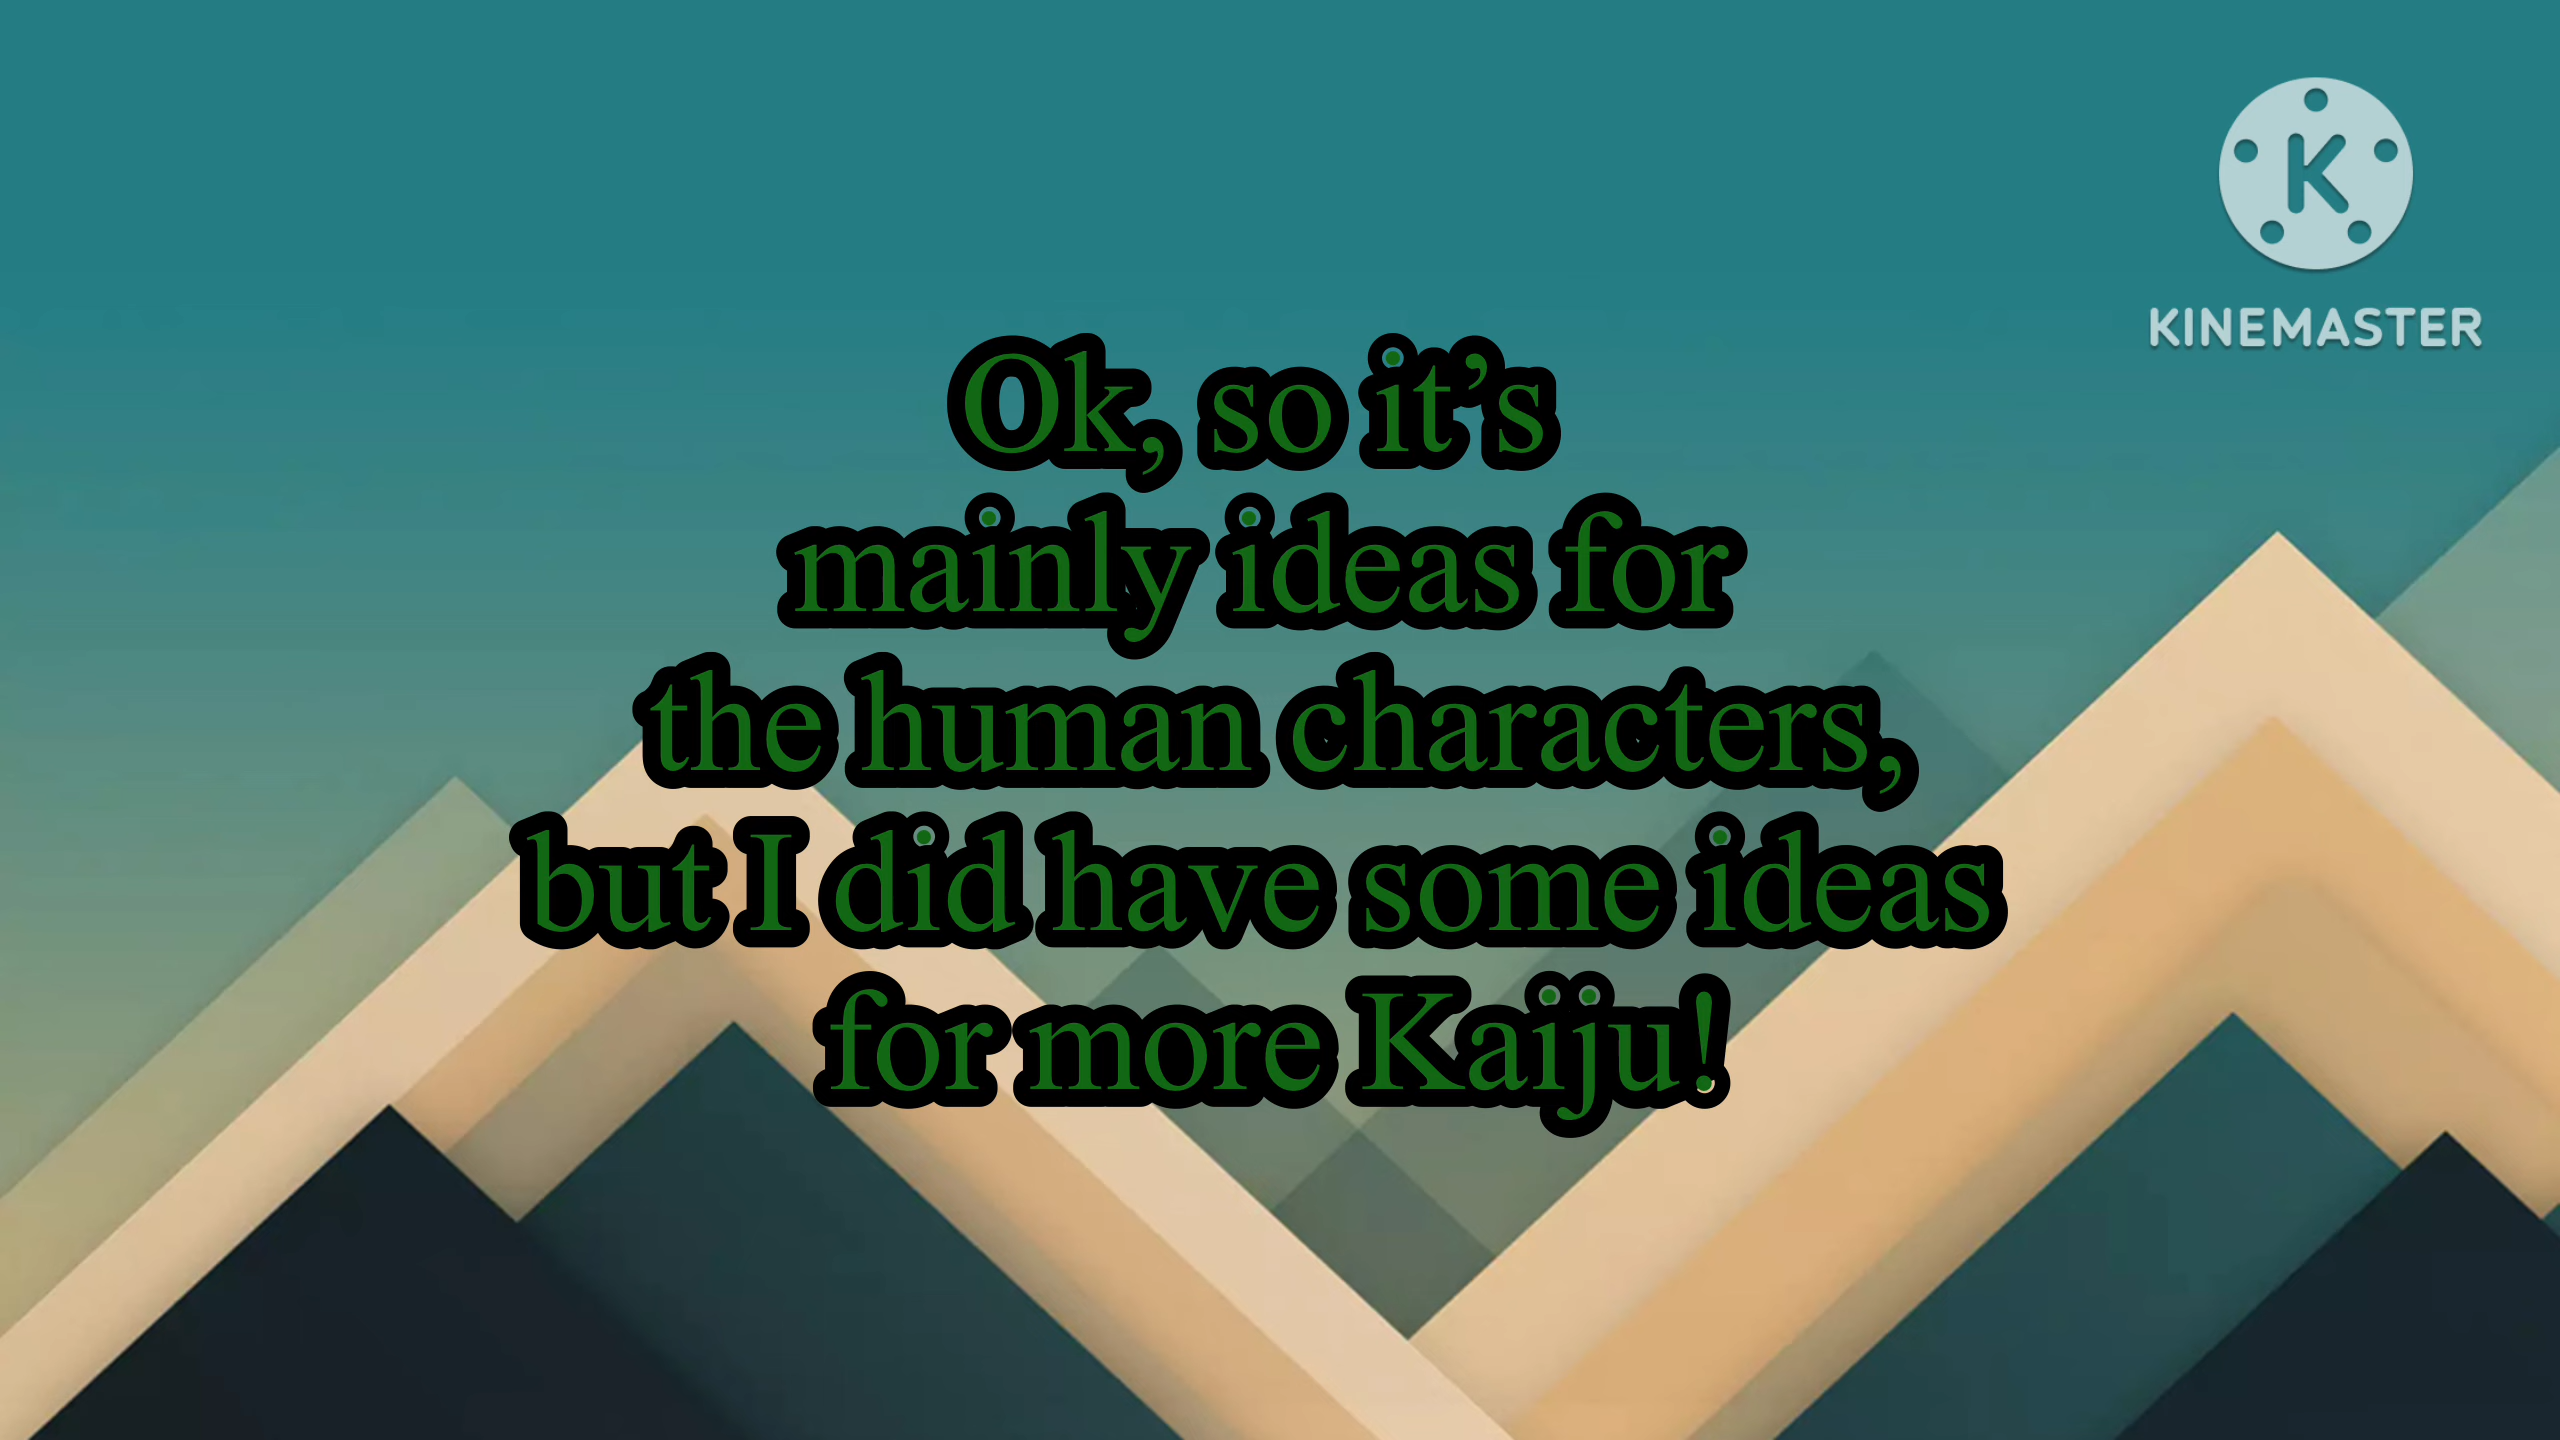 KINEMASTER
Ok, so it’s
mainly ideas for
the human characters,
but I did have some ideas
for more Kaiju!